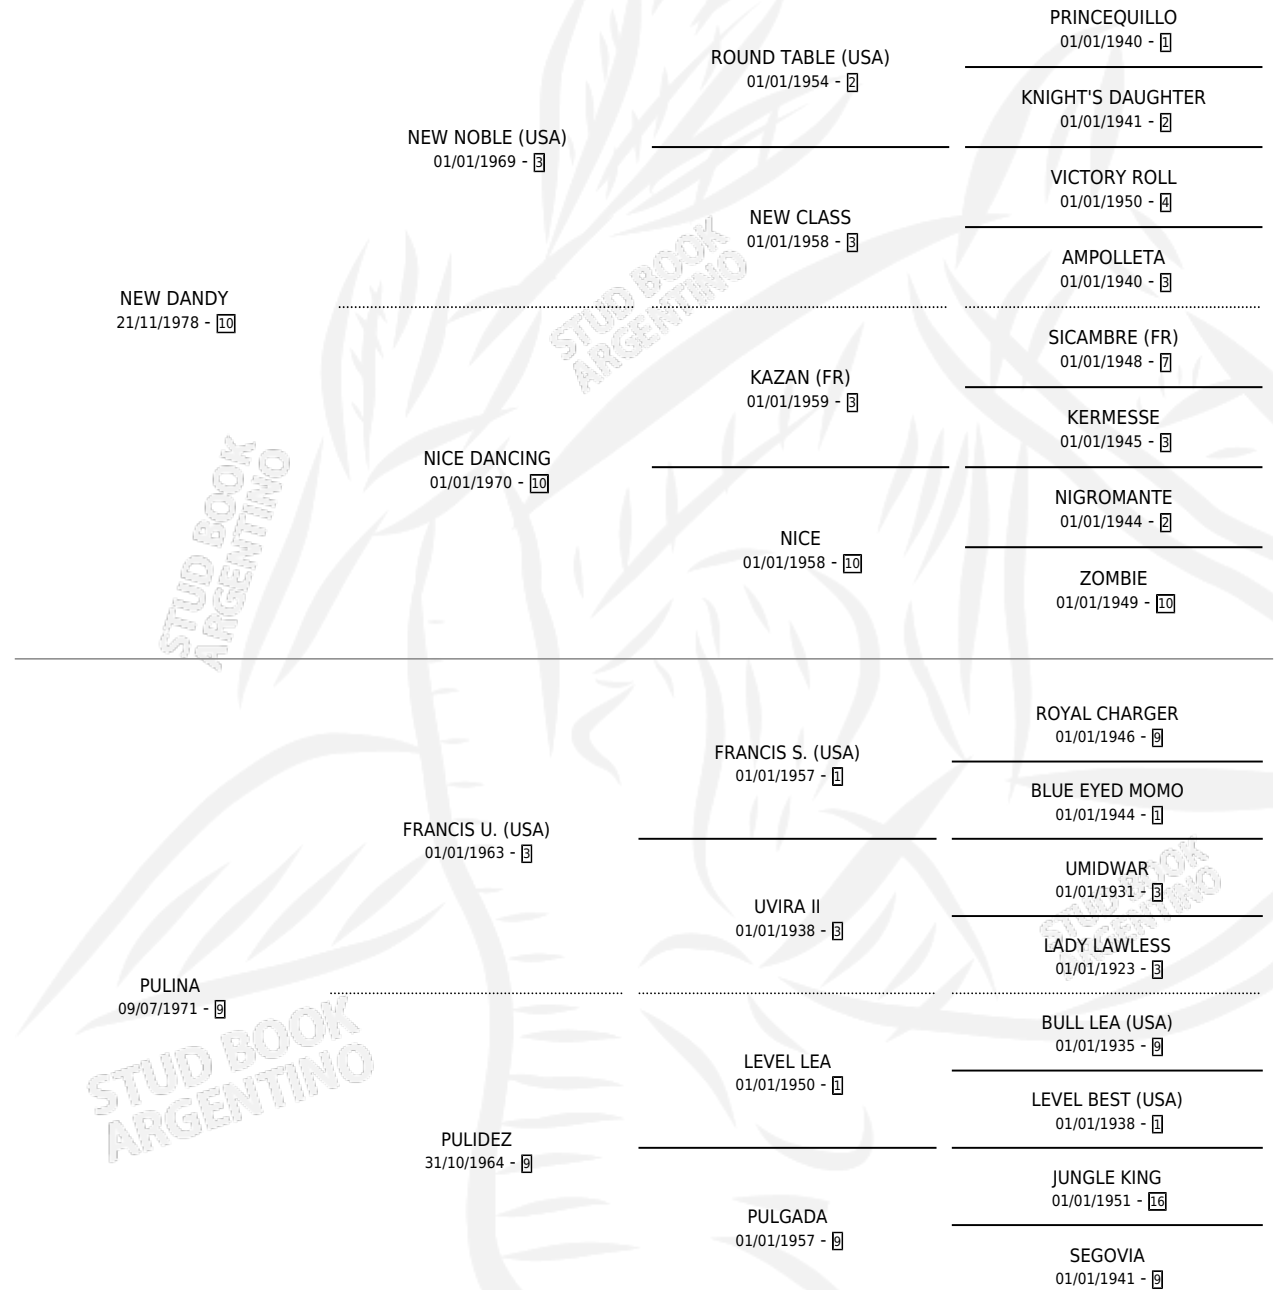 PRINCEQUILLO
01/01/1940 - 1
ROUND TABLE (USA)
01/01/1954 - 2
KNIGHT'S DAUGHTER
01/01/1941 - 2
NEW NOBLE (USA)
01/01/1969 - 3
VICTORY ROLL
01/01/1950 - 4
NEW CLASS
01/01/1958 - 3
AMPOLLETA
01/01/1940 - 3
NEW DANDY
21/11/1978 - 10
SICAMBRE (FR)
01/01/1948 - 7
KAZAN (FR)
01/01/1959 - 3
KERMESSE
01/01/1945 - 3
NICE DANCING
01/01/1970 - 10
NIGROMANTE
01/01/1944 - 2
NICE
01/01/1958 - 10
ZOMBIE
01/01/1949 - 10
ROYAL CHARGER
01/01/1946 - 9
FRANCIS S. (USA)
01/01/1957 - 1
BLUE EYED MOMO
01/01/1944 - 1
FRANCIS U. (USA)
01/01/1963 - 3
UMIDWAR
01/01/1931 - 3
UVIRA II
01/01/1938 - 3
LADY LAWLESS
01/01/1923 - 3
PULINA
09/07/1971 - 9
BULL LEA (USA)
01/01/1935 - 9
LEVEL LEA
01/01/1950 - 1
LEVEL BEST (USA)
01/01/1938 - 1
PULIDEZ
31/10/1964 - 9
JUNGLE KING
01/01/1951 - 16
PULGADA
01/01/1957 - 9
SEGOVIA
01/01/1941 - 9
STUD BOOK
ARGENTINO
STUD BOOK
ARGENTINO
STUD BOOK
ARGENTINO
STUD BOOK
ARGENTINO